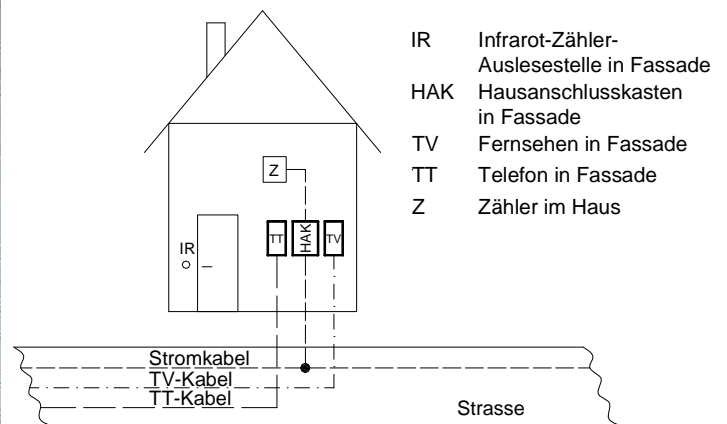 IR Infrarot-Zähler-
Auslesestelle in Fassade
HAK Hausanschlusskasten
in Fassade
TV Fernsehen in Fassade
TT Telefon in Fassade
Z Zähler im Haus
Z
IR
TT
HAK
TV
Stromkabel
TV-Kabel
TT-Kabel
Strasse